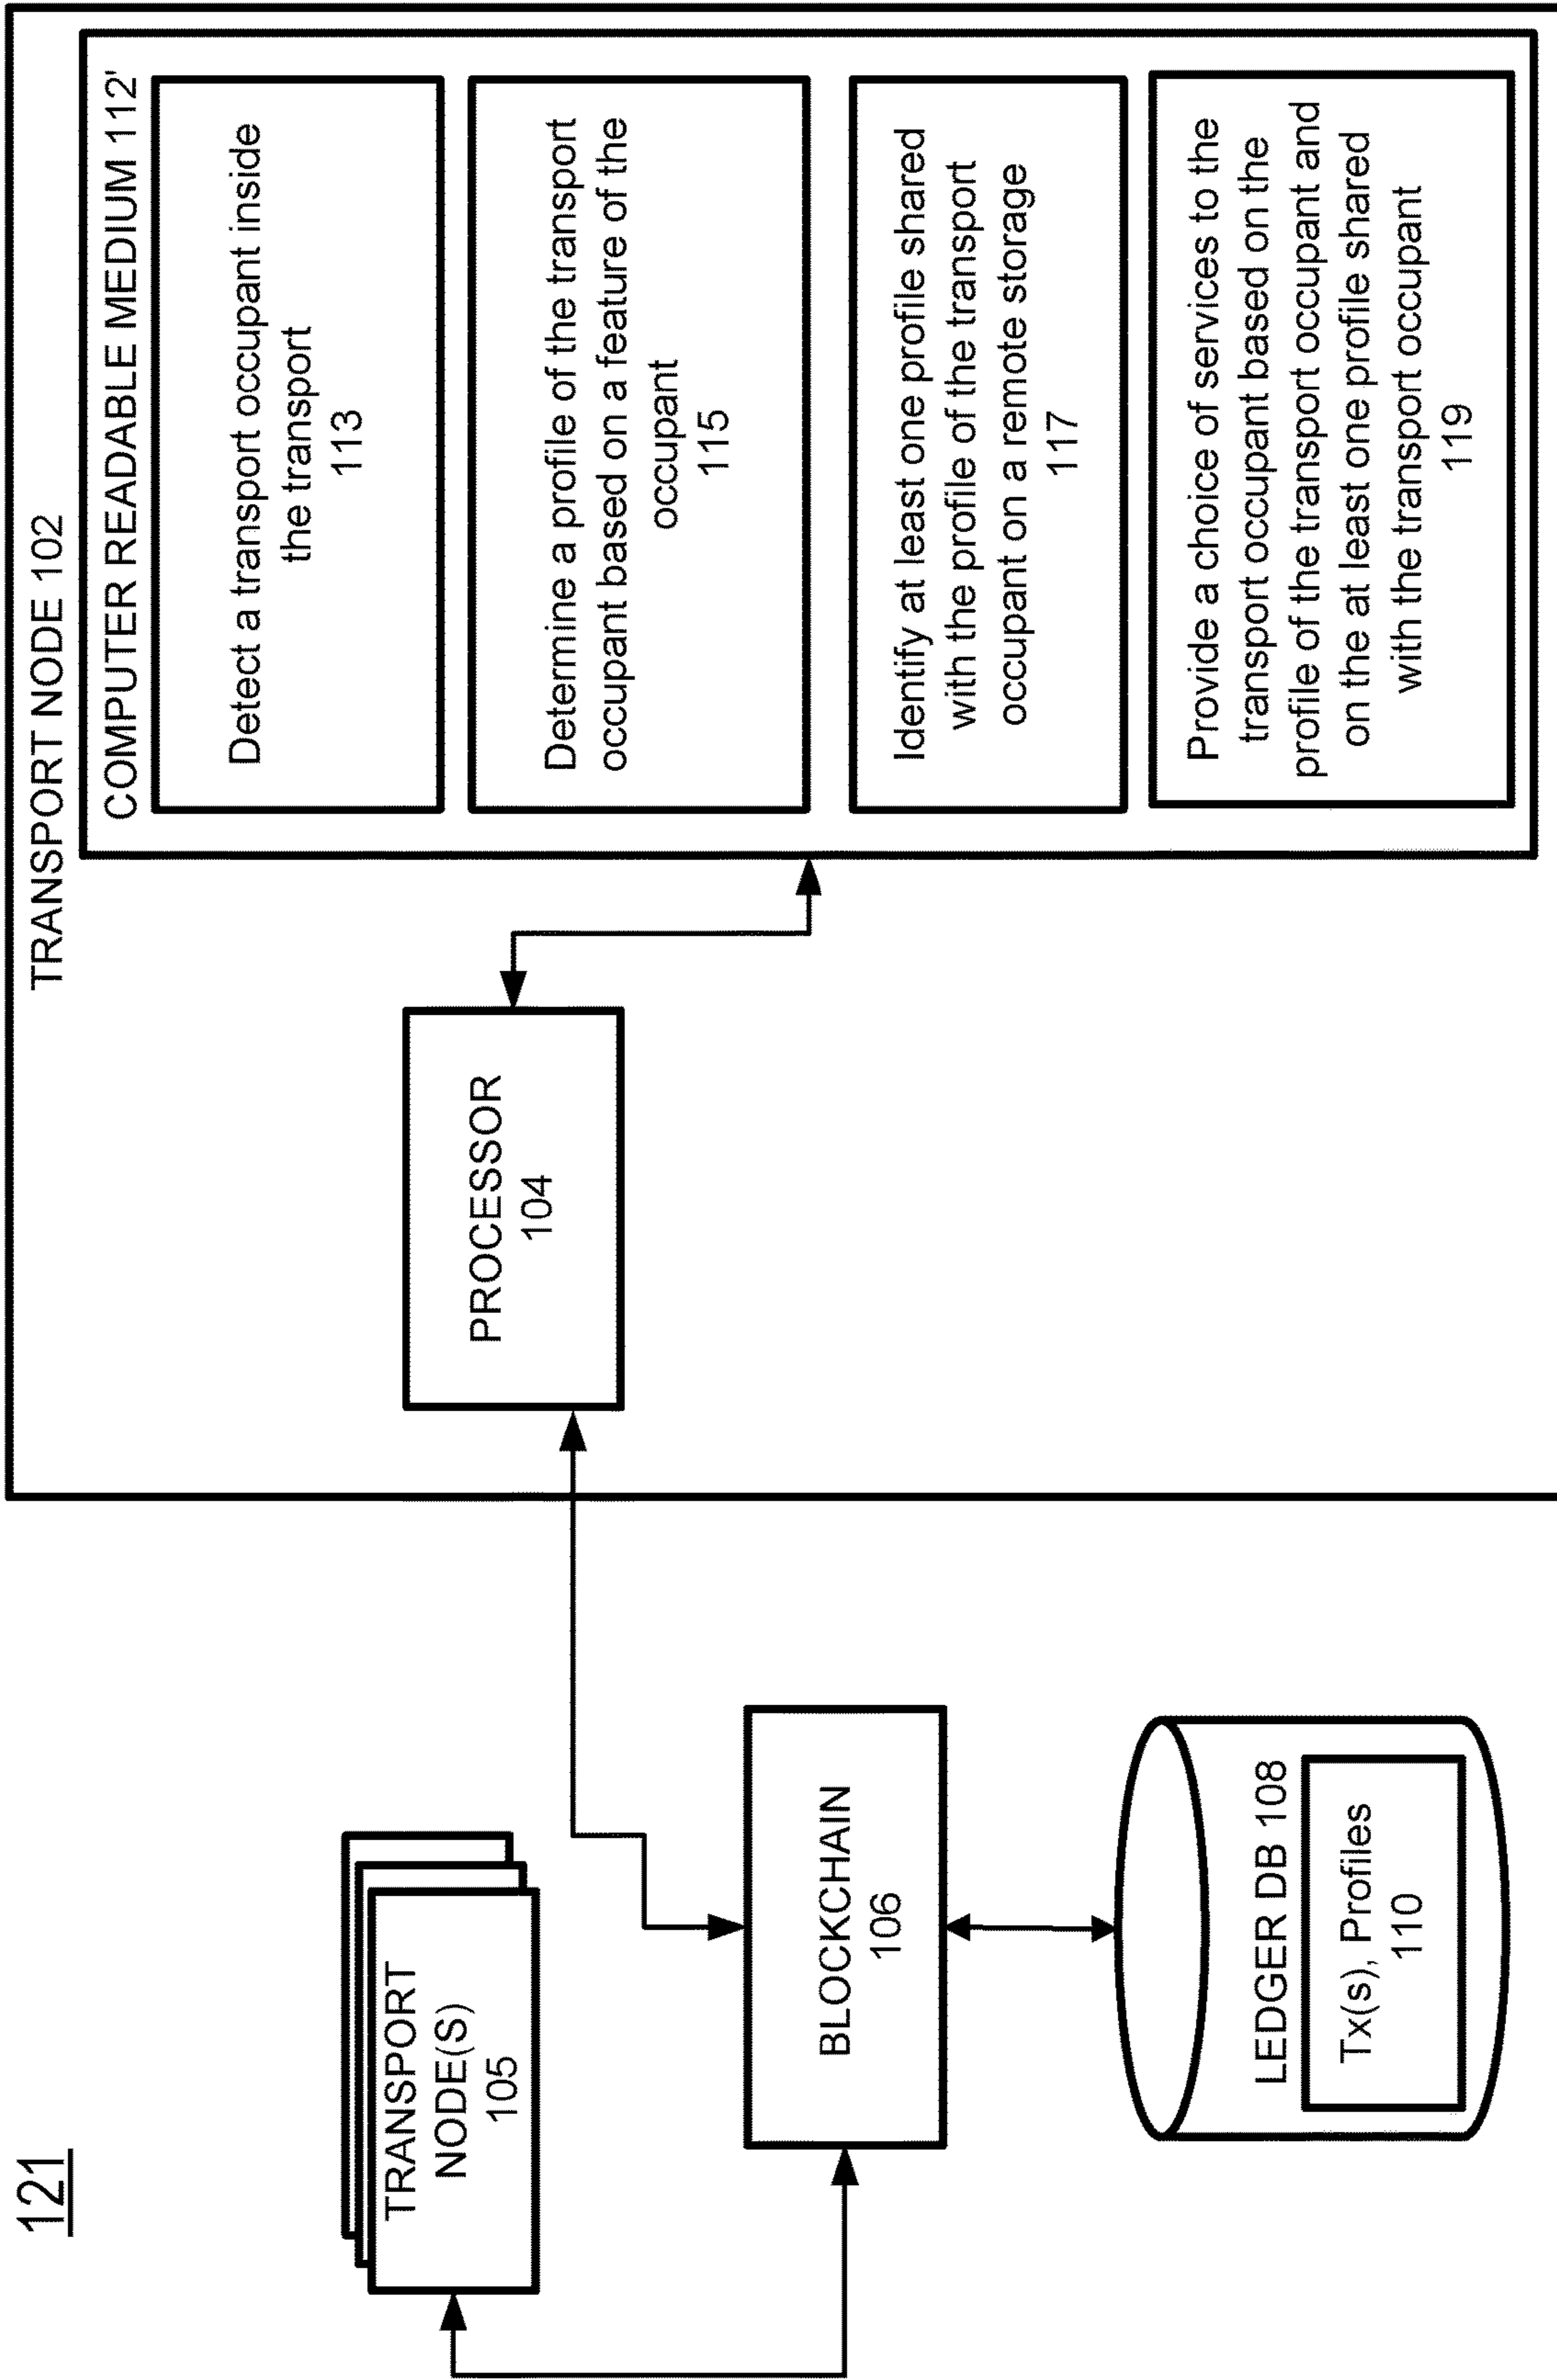 121
TRANSPORT
NODE(S)
105
BLOCKCHAIN
106
LEDGER DB 108
Tx(s), Profiles
110
TRANSPORT NODE 102
PROCESSOR
104
COMPUTER READABLE MEDIUM 112'
Detect a transport occupant inside
the transport
113
Determine a profile of the transport
occupant based on a feature of the
occupant
115
Identify at least one profile shared
with the profile of the transport
occupant on a remote storage
117
Provide a choice of services to the
transport occupant based on the
profile of the transport occupant and
on the at least one profile shared
with the transport occupant
119